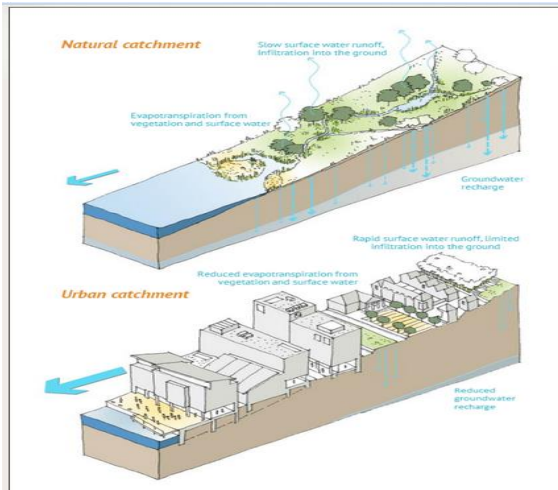 Natural catchment
Slow surface water runoff,
Infiltration into the ground
Evapotranspiration from
vegetation and surface water
Groundwater
recharge
Rapid surface water runoff, limited
infiltration into the ground
Reduced evapotranspiration from
vegetation and surface water
Urban catchment
Reduced
groundwater
recharge